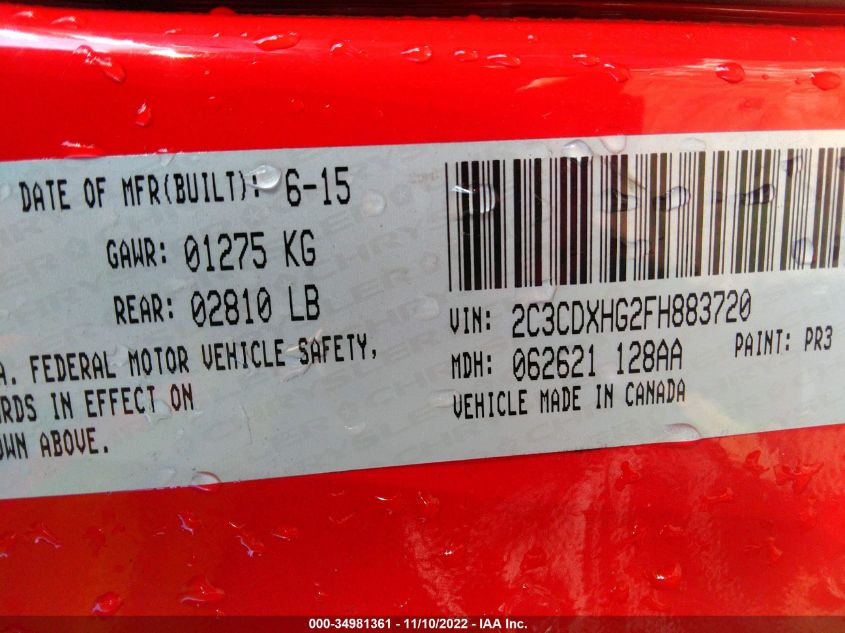 DATE OF MFR(BUILT): 6-15
GAWR: 01275 KG
REAR: 02810 LB
A. FEDERAL MOTOR VEHICLE SAFETY,
RDS IN EFFECT ON
WN ABOVE.
VIN: 2C3CDXHG2FH883720
MDH: 062621 128AA PAINT: PR3
VEHICLE MADE IN CANADA
000-34981361 - 11/10/2022 - IAA Inc.